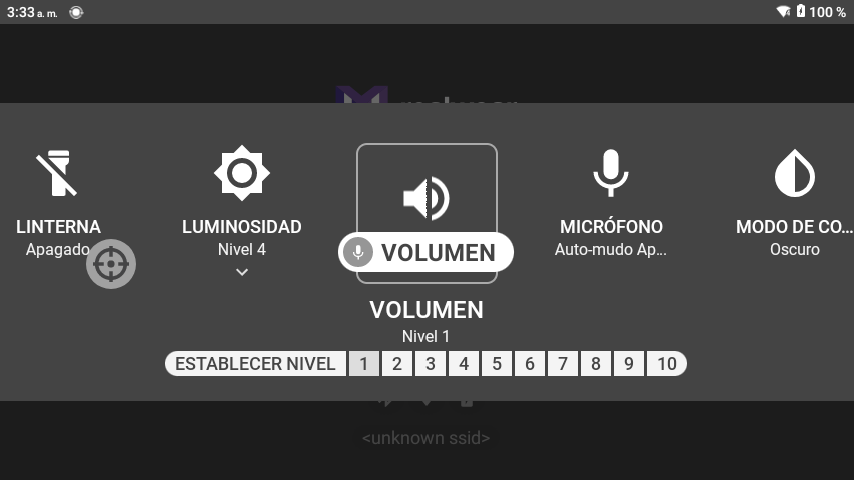 3:33 a. m.
100 %
LINTERNA
Apagado
LUMINOSIDAD
Nivel 4
VOLUMEN
MICRÓFONO
Auto-mudo Ap...
MODO DE CO...
Oscuro
VOLUMEN
Nivel 1
ESTABLECER NIVEL 1 2 3 4 5 6 7 8 9 10
<unknown ssid>